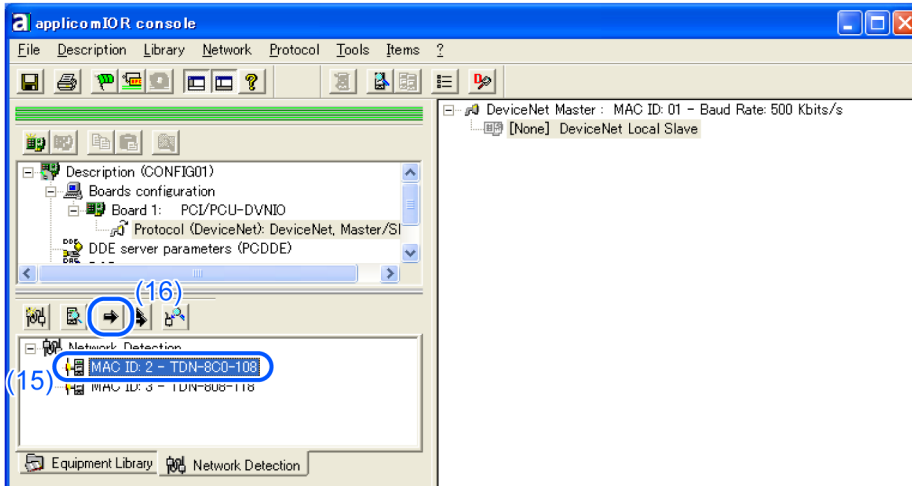 applicomIOR console
File Description Library Network Protocol Tools Items ?
DeviceNet Master : MAC ID: 01 - Baud Rate: 500 Kbits/s
[None] DeviceNet Local Slave
Description (CONFIG01)
Boards configuration
Board 1: PCI/PCU-DVNIO
Protocol (DeviceNet): DeviceNet, Master/Sl
DDE server parameters (PCDDE)
(16)
Network Detection
MAC ID: 2 - TDN-8C0-108
(15)
MAC ID: 3 - TDN-808-118
Equipment Library
Network Detection